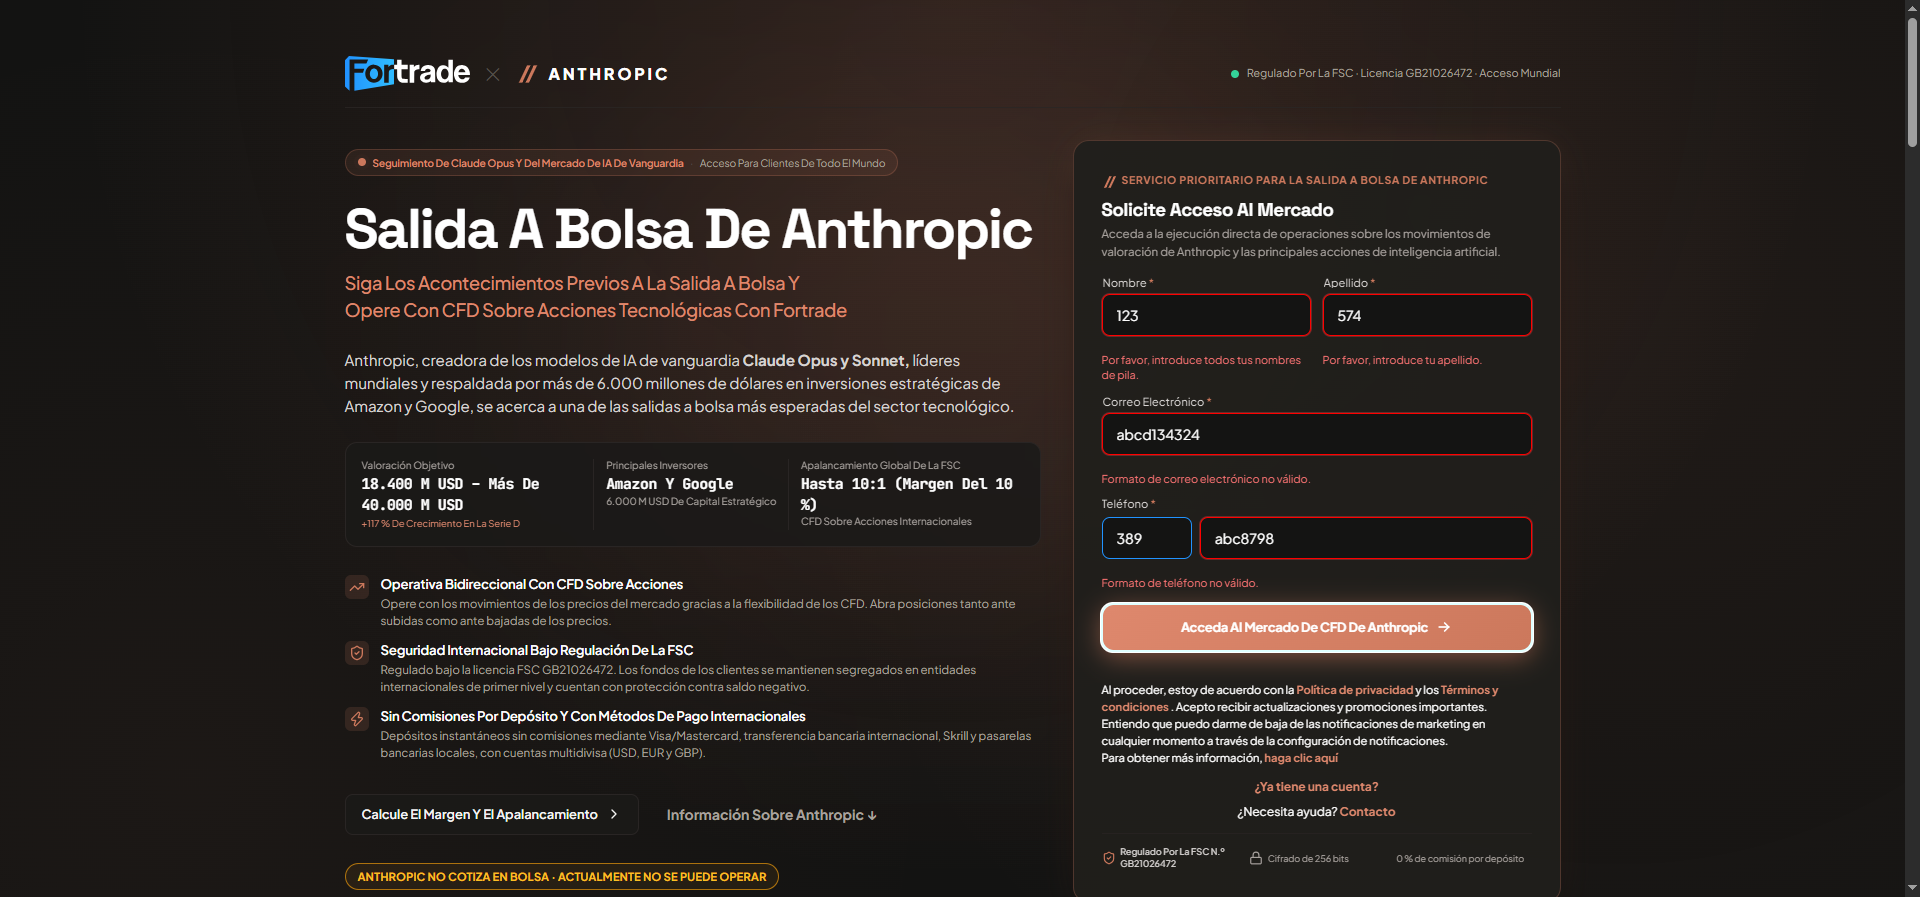 Fortrade × // ANTHROPIC
Regulado Por La FSC · Licencia GB21026472 · Acceso Mundial
Seguimiento De Claude Opus Y Del Mercado De IA De Vanguardia · Acceso Para Clientes De Todo El Mundo
Salida A Bolsa De Anthropic
Siga Los Acontecimientos Previos A La Salida A Bolsa Y
Opere Con CFD Sobre Acciones Tecnológicas Con Fortrade
Anthropic, creadora de los modelos de IA de vanguardia Claude Opus y Sonnet, líderes
mundiales y respaldada por más de 6.000 millones de dólares en inversiones estratégicas de
Amazon y Google, se acerca a una de las salidas a bolsa más esperadas del sector tecnológico.
Valoración Objetivo
18.400 M USD – Más De
40.000 M USD
+117 % De Crecimiento En La Serie D
Principales Inversores
Amazon Y Google
6.000 M USD De Capital Estratégico
Apalancamiento Global De La FSC
Hasta 10:1 (Margen Del 10
%)
CFD Sobre Acciones Internacionales
Operativa Bidireccional Con CFD Sobre Acciones
Opere con los movimientos de los precios del mercado gracias a la flexibilidad de los CFD. Abra posiciones tanto ante
subidas como ante bajadas de los precios.
Seguridad Internacional Bajo Regulación De La FSC
Regulado bajo la licencia FSC GB21026472. Los fondos de los clientes se mantienen segregados en entidades
internacionales de primer nivel y cuentan con protección contra saldo negativo.
Sin Comisiones Por Depósito Y Con Métodos De Pago Internacionales
Depósitos instantáneos sin comisiones mediante Visa/Mastercard, transferencia bancaria internacional, Skrill y pasarelas
bancarias locales, con cuentas multidivisa (USD, EUR y GBP).
Calcule El Margen Y El Apalancamiento >
Información Sobre Anthropic ↓
ANTHROPIC NO COTIZA EN BOLSA · ACTUALMENTE NO SE PUEDE OPERAR
// SERVICIO PRIORITARIO PARA LA SALIDA A BOLSA DE ANTHROPIC
Solicite Acceso Al Mercado
Acceda a la ejecución directa de operaciones sobre los movimientos de
valoración de Anthropic y las principales acciones de inteligencia artificial.
Nombre * Apellido *
123 574
Por favor, introduce todos tus nombres
de pila.
Por favor, introduce tu apellido.
Correo Electrónico *
abcd134324
Formato de correo electrónico no válido.
Teléfono *
389 abc8798
Formato de teléfono no válido.
Acceda Al Mercado De CFD De Anthropic →
Al proceder, estoy de acuerdo con la Política de privacidad y los Términos y
condiciones . Acepto recibir actualizaciones y promociones importantes.
Entiendo que puedo darme de baja de las notificaciones de marketing en
cualquier momento a través de la configuración de notificaciones.
Para obtener más información, haga clic aquí
¿Ya tiene una cuenta?
¿Necesita ayuda? Contacto
Regulado Por La FSC N.º
GB21026472
Cifrado de 256 bits
0 % de comisión por depósito